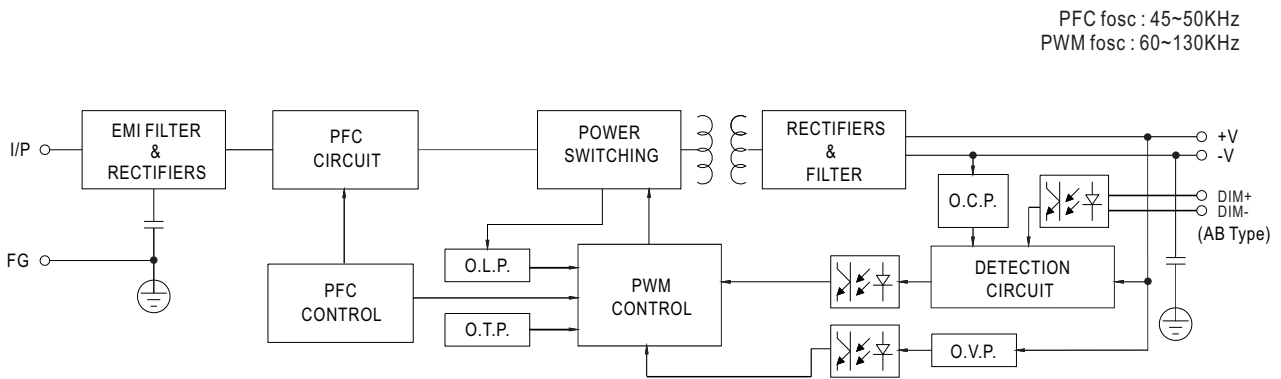 PFC fosc : 45~50KHz
PWM fosc : 60~130KHz
I/P
EMI FILTER
&
RECTIFIERS
PFC
CIRCUIT
POWER
SWITCHING
RECTIFIERS
&
FILTER
+V
-V
O.C.P.
DIM+
DIM-
(AB Type)
FG
O.L.P.
PFC
CONTROL
PWM
CONTROL
DETECTION
CIRCUIT
O.T.P.
O.V.P.